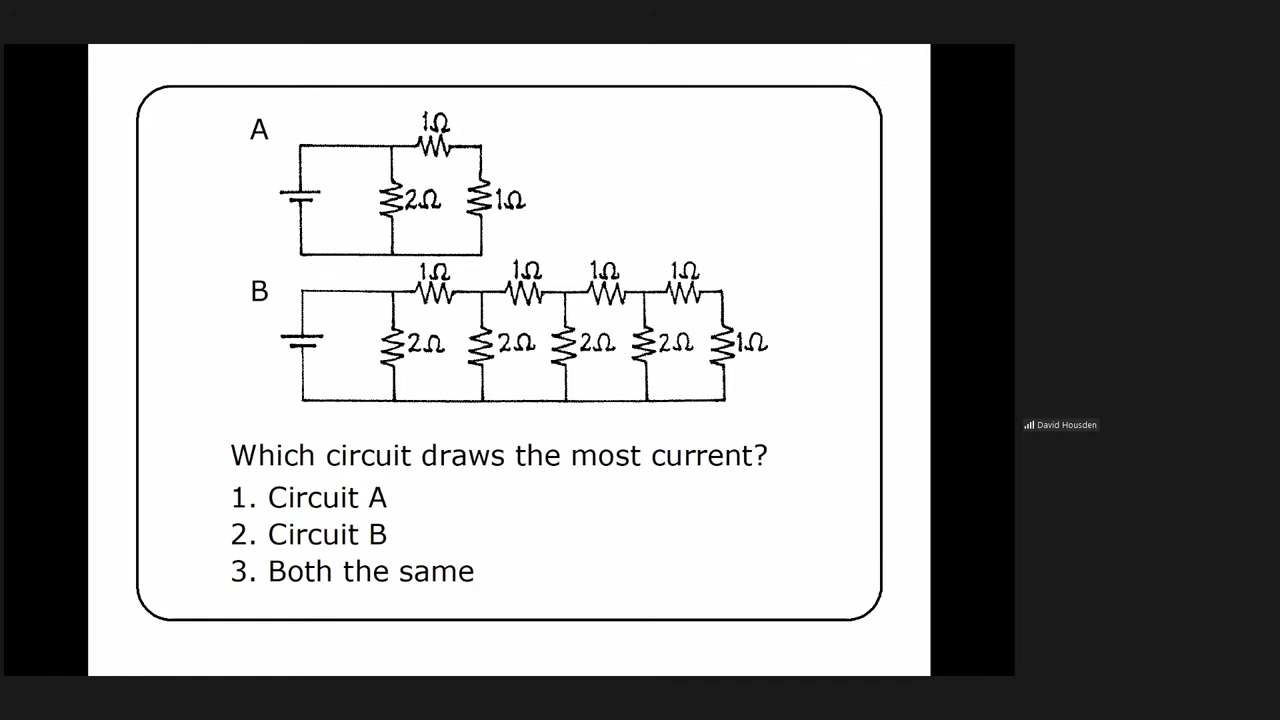 A
1Ω
2Ω
1Ω
B
1Ω
1Ω
1Ω
1Ω
2Ω
2Ω
2Ω
2Ω
1Ω
Which circuit draws the most current?
1. Circuit A
2. Circuit B
3. Both the same
David Housden